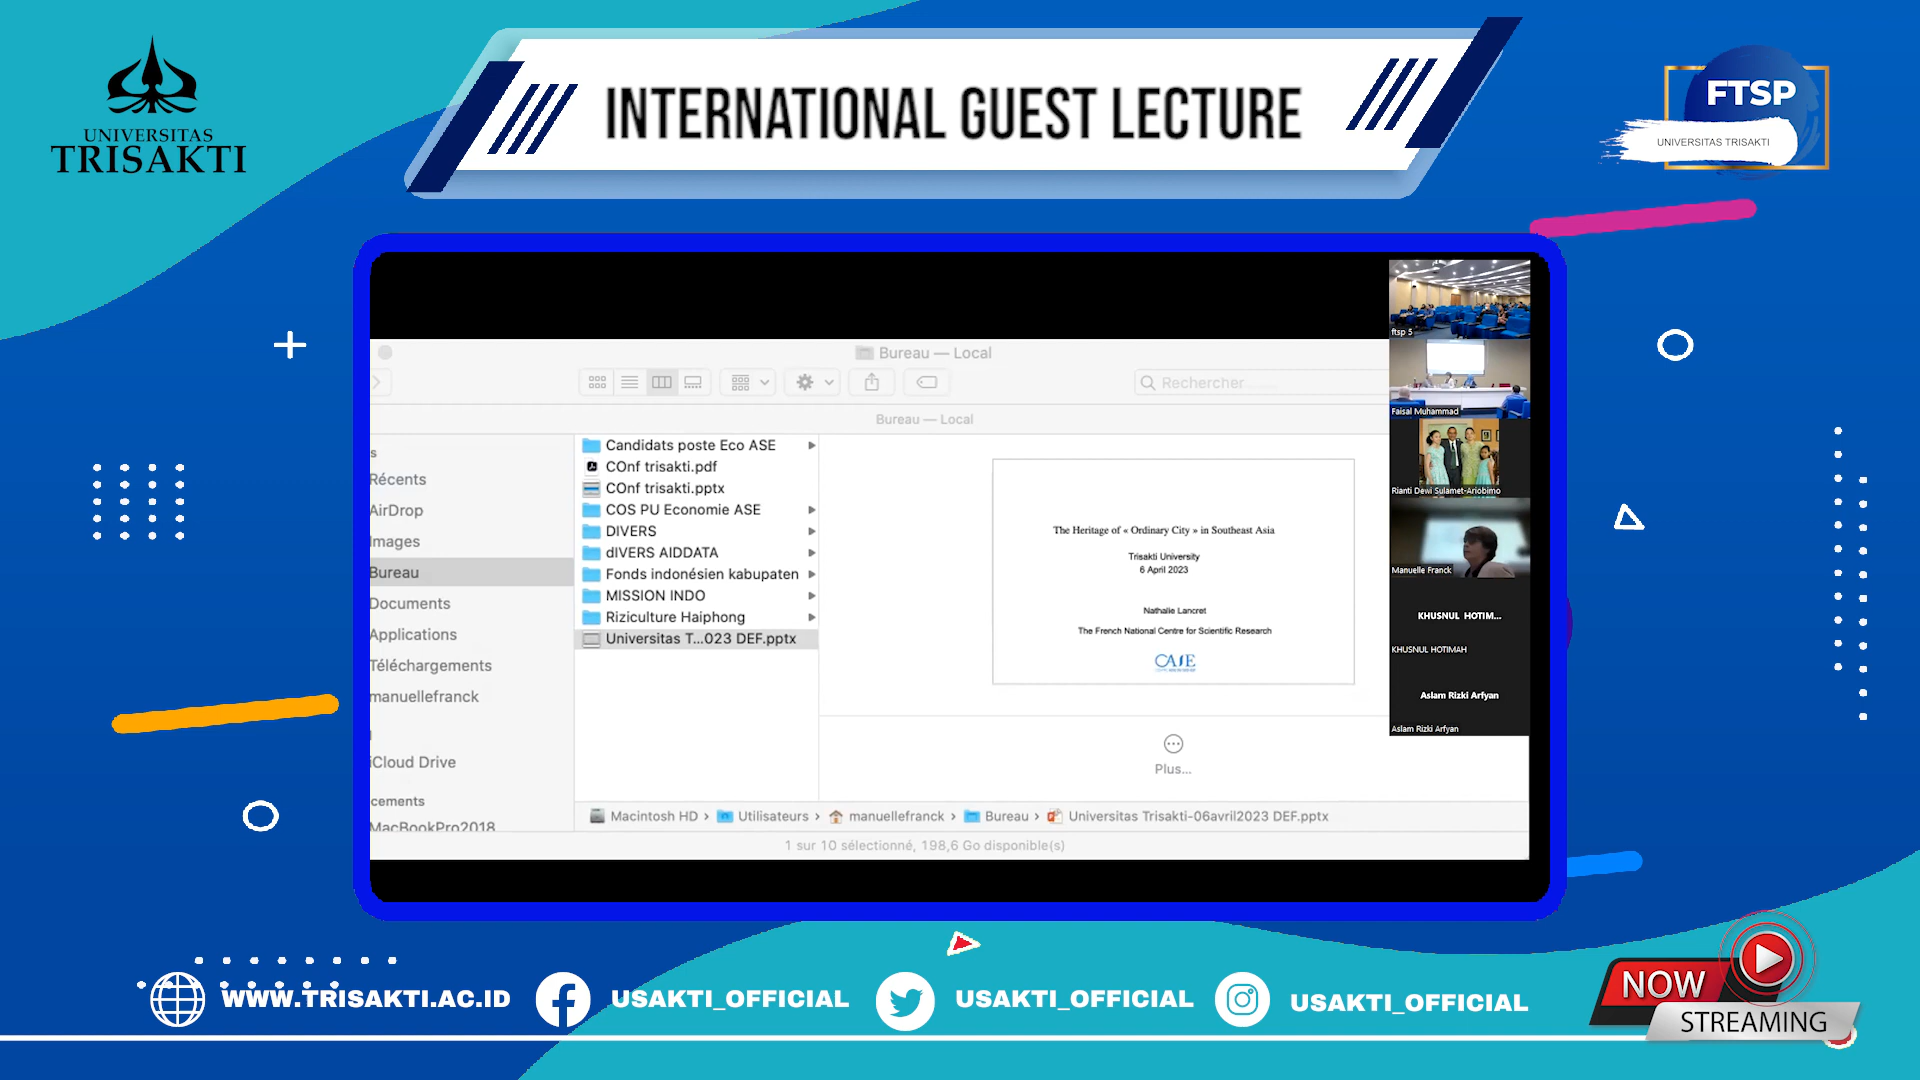 UNIVERSITAS
TRISAKTI
INTERNATIONAL GUEST LECTURE
FTSP
UNIVERSITAS TRISAKTI
Bureau — Local
Rechercher
Bureau — Local
s
Récents
AirDrop
Images
Bureau
Documents
Applications
Téléchargements
manuellefranck
iCloud Drive
cements
MacBookPro2018
Candidats poste Eco ASE
COnf trisakti.pdf
COnf trisakti.pptx
COS PU Economie ASE
DIVERS
dIVERS AIDDATA
Fonds indonésien kabupaten
MISSION INDO
Riziculture Haiphong
Universitas T...023 DEF.pptx
The Heritage of « Ordinary City » in Southeast Asia
Trisakti University
6 April 2023
Nathalie Lancret
The French National Centre for Scientific Research
CASE
Plus...
Macintosh HD › Utilisateurs › manuellefranck › Bureau › Universitas Trisakti-06avril2023 DEF.pptx
1 sur 10 sélectionné, 198,6 Go disponible(s)
ftsp 5
Faisal Muhammad
Rianti Dewi Sulamet-Ariobimo
Manuelle Franck
KHUSNUL HOTIM...
KHUSNUL HOTIMAH
Aslam Rizki Arfyan
Aslam Rizki Arfyan
WWW.TRISAKTI.AC.ID
USAKTI_OFFICIAL
USAKTI_OFFICIAL
USAKTI_OFFICIAL
NOW
STREAMING